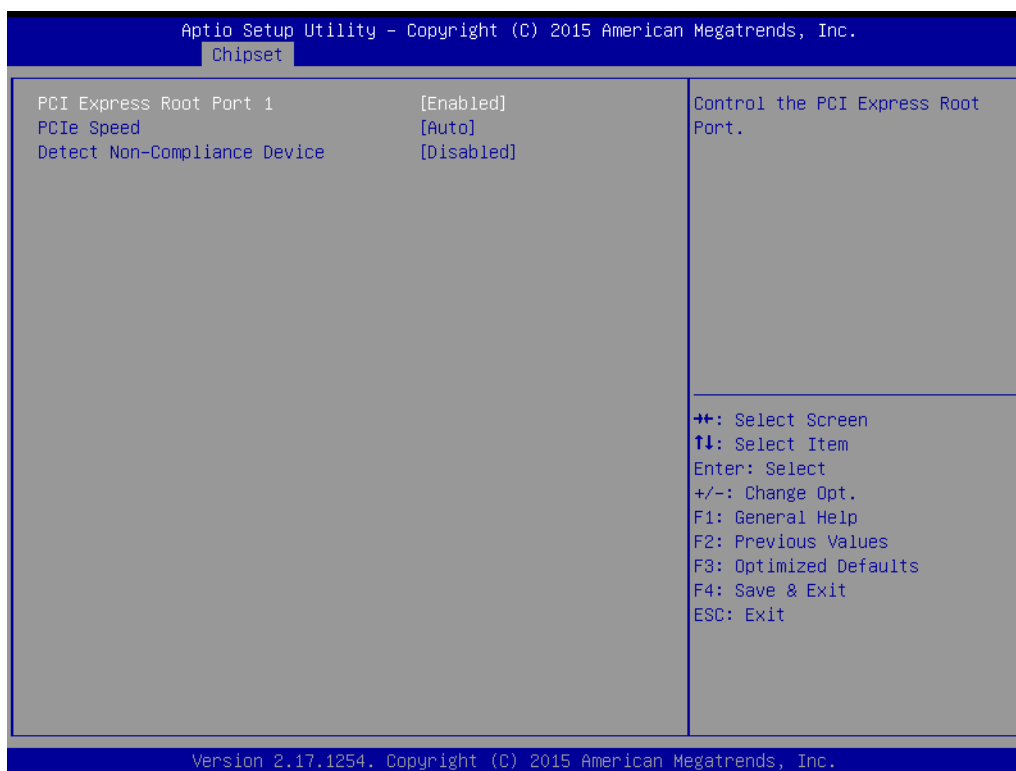 Aptio Setup Utility – Copyright (C) 2015 American Megatrends, Inc.
Chipset
PCI Express Root Port 1 [Enabled]
PCIe Speed [Auto]
Detect Non-Compliance Device [Disabled]
Control the PCI Express Root
Port.
→←: Select Screen
↑↓: Select Item
Enter: Select
+/-: Change Opt.
F1: General Help
F2: Previous Values
F3: Optimized Defaults
F4: Save & Exit
ESC: Exit
Version 2.17.1254. Copyright (C) 2015 American Megatrends, Inc.